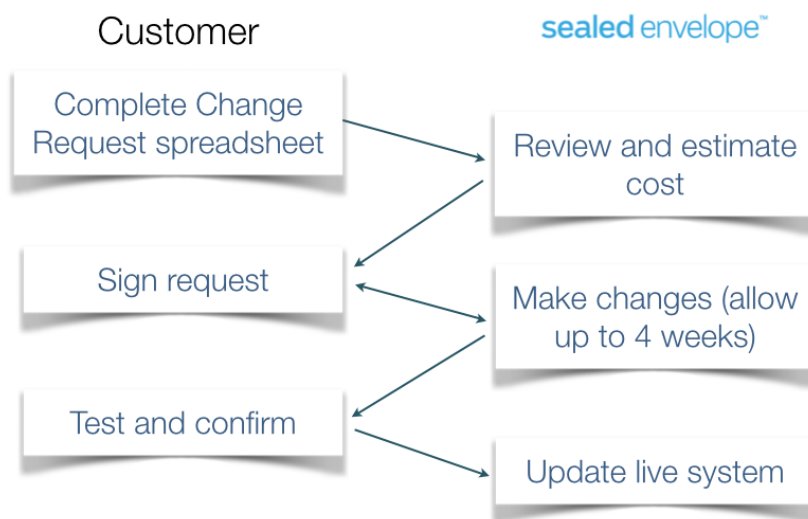 Customer
sealed envelope™
Complete Change
Request spreadsheet
Review and estimate
cost
Sign request
Make changes (allow
up to 4 weeks)
Test and confirm
Update live system